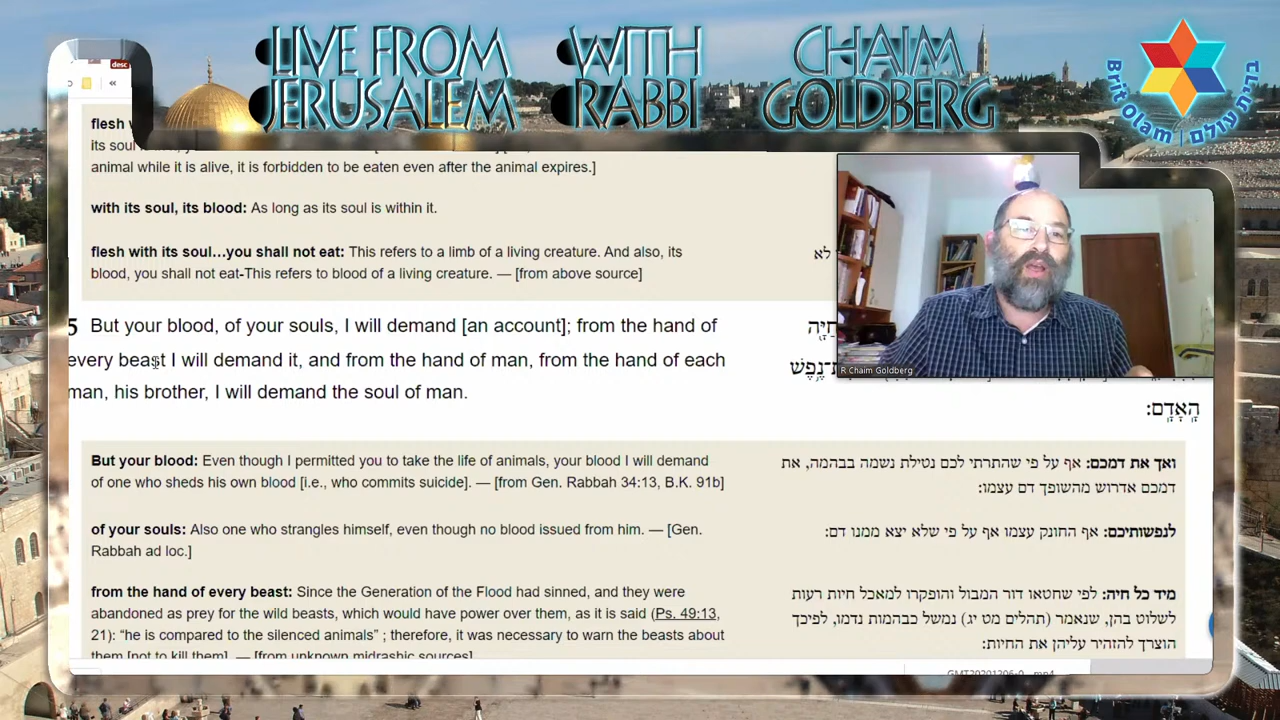 LIVE FROM JERUSALEM
WITH RABBI
CHAIM GOLDBERG
Brit Olam | ברית עולם
desc
«
flesh
its soul
animal while it is alive, it is forbidden to be eaten even after the animal expires.]
with its soul, its blood: As long as its soul is within it.
flesh with its soul…you shall not eat: This refers to a limb of a living creature. And also, its
blood, you shall not eat-This refers to blood of a living creature. — [from above source]
לא
5 But your blood, of your souls, I will demand [an account]; from the hand of
every beast I will demand it, and from the hand of man, from the hand of each
man, his brother, I will demand the soul of man.
חַיָּה
הָאָדָם:
R Chaim Goldberg
But your blood: Even though I permitted you to take the life of animals, your blood I will demand
of one who sheds his own blood [i.e., who commits suicide]. — [from Gen. Rabbah 34:13, B.K. 91b]
ואך את דמכם: אף על פי שהתרתי לכם נטילת נשמה בבהמה, את
דמכם אדרוש מהשופך דם עצמו:
of your souls: Also one who strangles himself, even though no blood issued from him. — [Gen.
Rabbah ad loc.]
לנפשותיכם: אף החונק עצמו אף על פי שלא יצא ממנו דם:
from the hand of every beast: Since the Generation of the Flood had sinned, and they were
abandoned as prey for the wild beasts, which would have power over them, as it is said (Ps. 49:13,
21): “he is compared to the silenced animals” ; therefore, it was necessary to warn the beasts about
them [not to kill them]. — [from unknown midrashic sources]
מיד כל חיה: לפי שחטאו דור המבול והופקרו למאכל חיות רעות
לשלוט בהן, שנאמר (תהלים מט יג) נמשל כבהמות נדמו, לפיכך
הוצרך להזהיר עליהן את החיות: